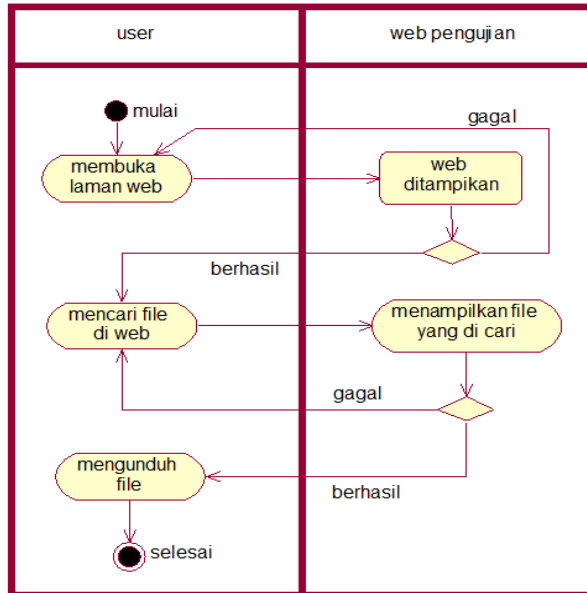 user
web pengujian
mulai
gagal
membuka
laman web
web
ditampikan
berhasil
mencari file
di web
menampilkan file
yang di cari
gagal
mengunduh
file
berhasil
selesai